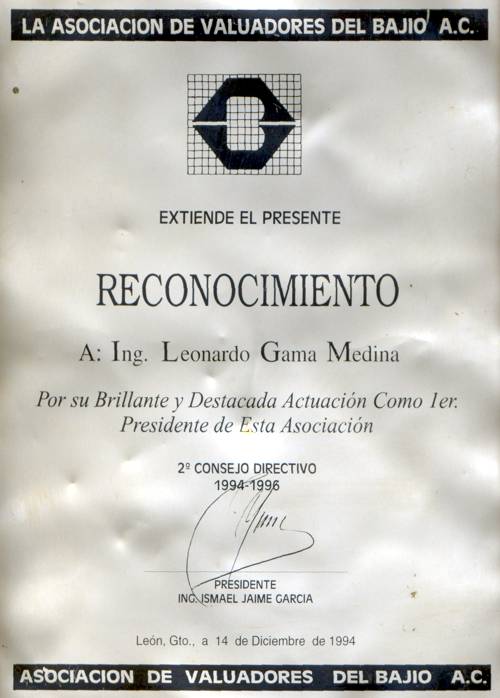 LA ASOCIACION DE VALUADORES DEL BAJIO A.C.
EXTIENDE EL PRESENTE
RECONOCIMIENTO
A: Ing. Leonardo Gama Medina
Por su Brillante y Destacada Actuación Como 1er.
Presidente de Esta Asociación
2º CONSEJO DIRECTIVO
1994-1996
PRESIDENTE
ING. ISMAEL JAIME GARCIA
León, Gto., a 14 de Diciembre de 1994
ASOCIACION DE VALUADORES DEL BAJIO A.C.